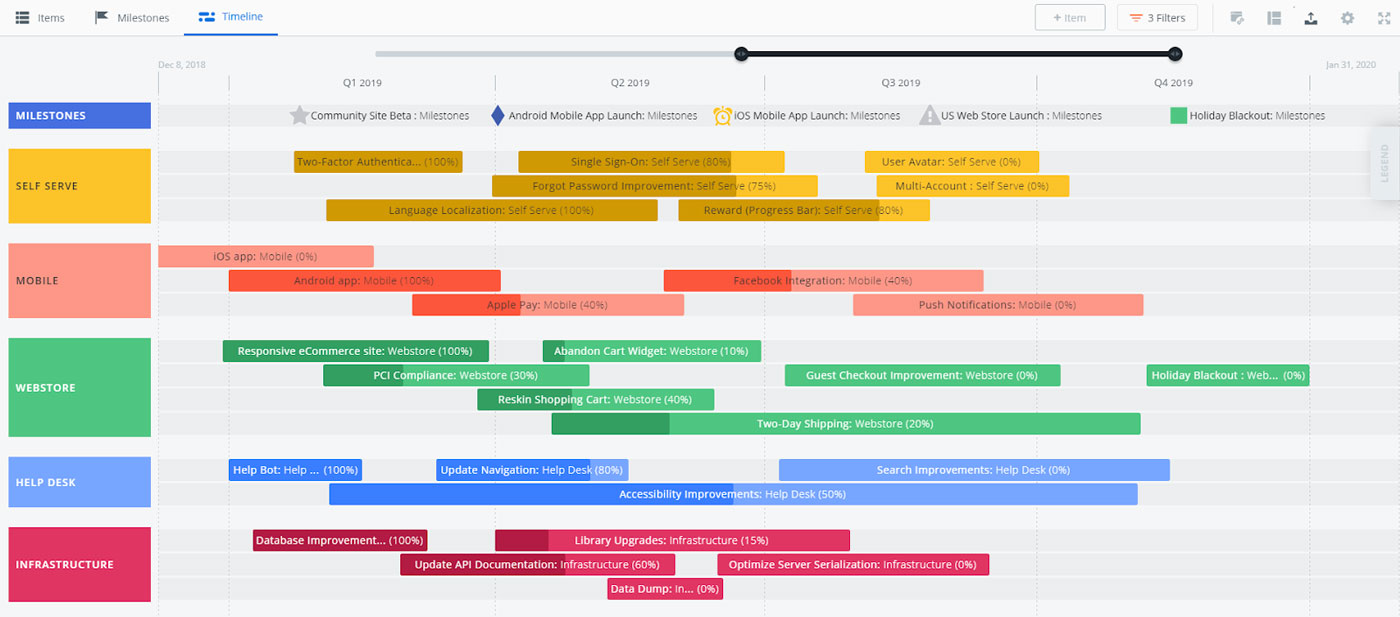 Items
Milestones
Timeline
+ Item
3 Filters
Dec 8, 2018
Jan 31, 2020
Q1 2019
Q2 2019
Q3 2019
Q4 2019
MILESTONES
Community Site Beta : Milestones
Android Mobile App Launch: Milestones
iOS Mobile App Launch: Milestones
US Web Store Launch : Milestones
Holiday Blackout: Milestones
LEGEND
SELF SERVE
Two-Factor Authentica... (100%)
Single Sign-On: Self Serve (80%)
User Avatar: Self Serve (0%)
Forgot Password Improvement: Self Serve (75%)
Multi-Account : Self Serve (0%)
Language Localization: Self Serve (100%)
Reward (Progress Bar): Self Serve (80%)
MOBILE
iOS app: Mobile (0%)
Android app: Mobile (100%)
Facebook Integration: Mobile (40%)
Apple Pay: Mobile (40%)
Push Notifications: Mobile (0%)
WEBSTORE
Responsive eCommerce site: Webstore (100%)
Abandon Cart Widget: Webstore (10%)
PCI Compliance: Webstore (30%)
Guest Checkout Improvement: Webstore (0%)
Holiday Blackout : Web... (0%)
Reskin Shopping Cart: Webstore (40%)
Two-Day Shipping: Webstore (20%)
HELP DESK
Help Bot: Help ... (100%)
Update Navigation: Help Desk (80%)
Search Improvements: Help Desk (0%)
Accessibility Improvements: Help Desk (50%)
INFRASTRUCTURE
Database Improvement... (100%)
Library Upgrades: Infrastructure (15%)
Update API Documentation: Infrastructure (60%)
Optimize Server Serialization: Infrastructure (0%)
Data Dump: In... (0%)